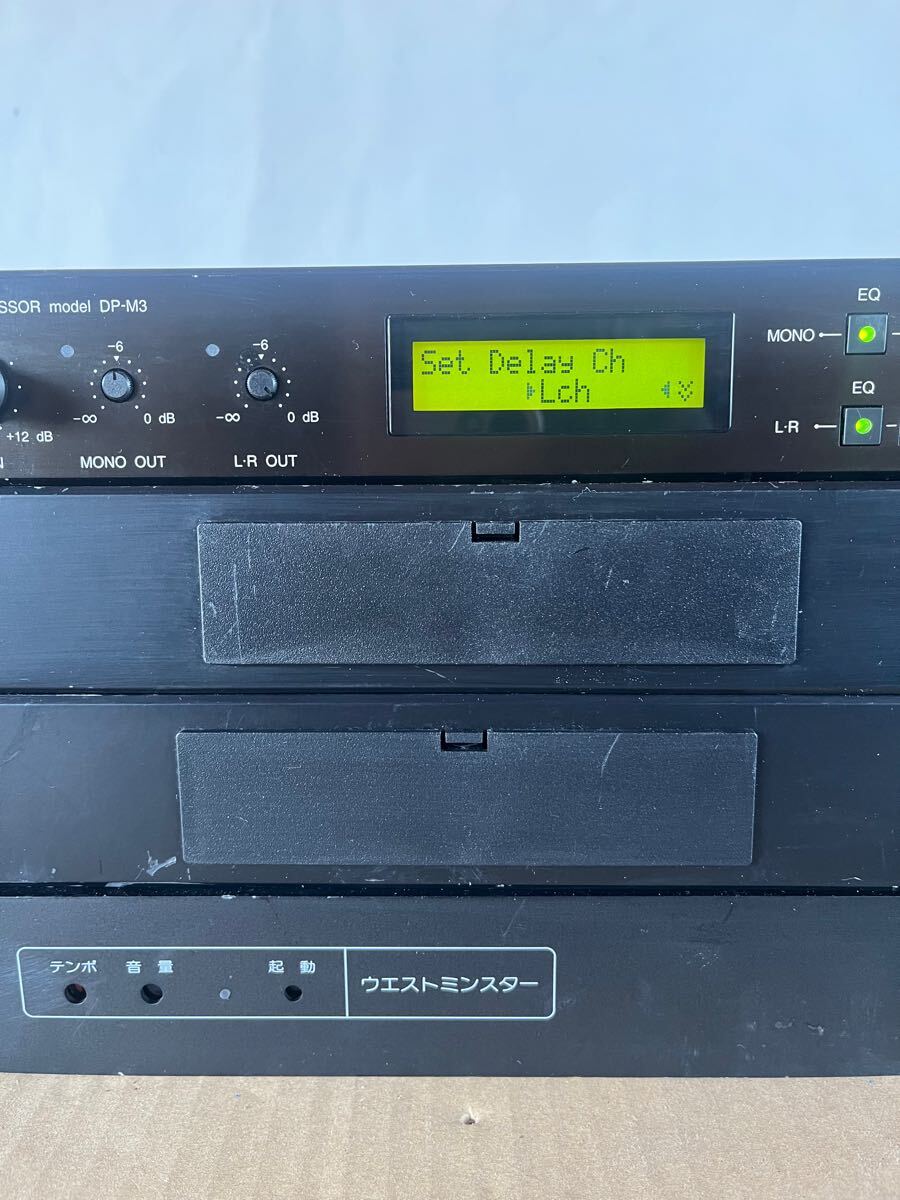 SSOR model DP-M3
EQ
-6
-6
MONO
Set Delay Ch
Lch
EQ
-∞
0 dB
-∞
0 dB
L·R
+12 dB
N
MONO OUT
L·R OUT
テンポ
音量
起動
ウエストミンスター